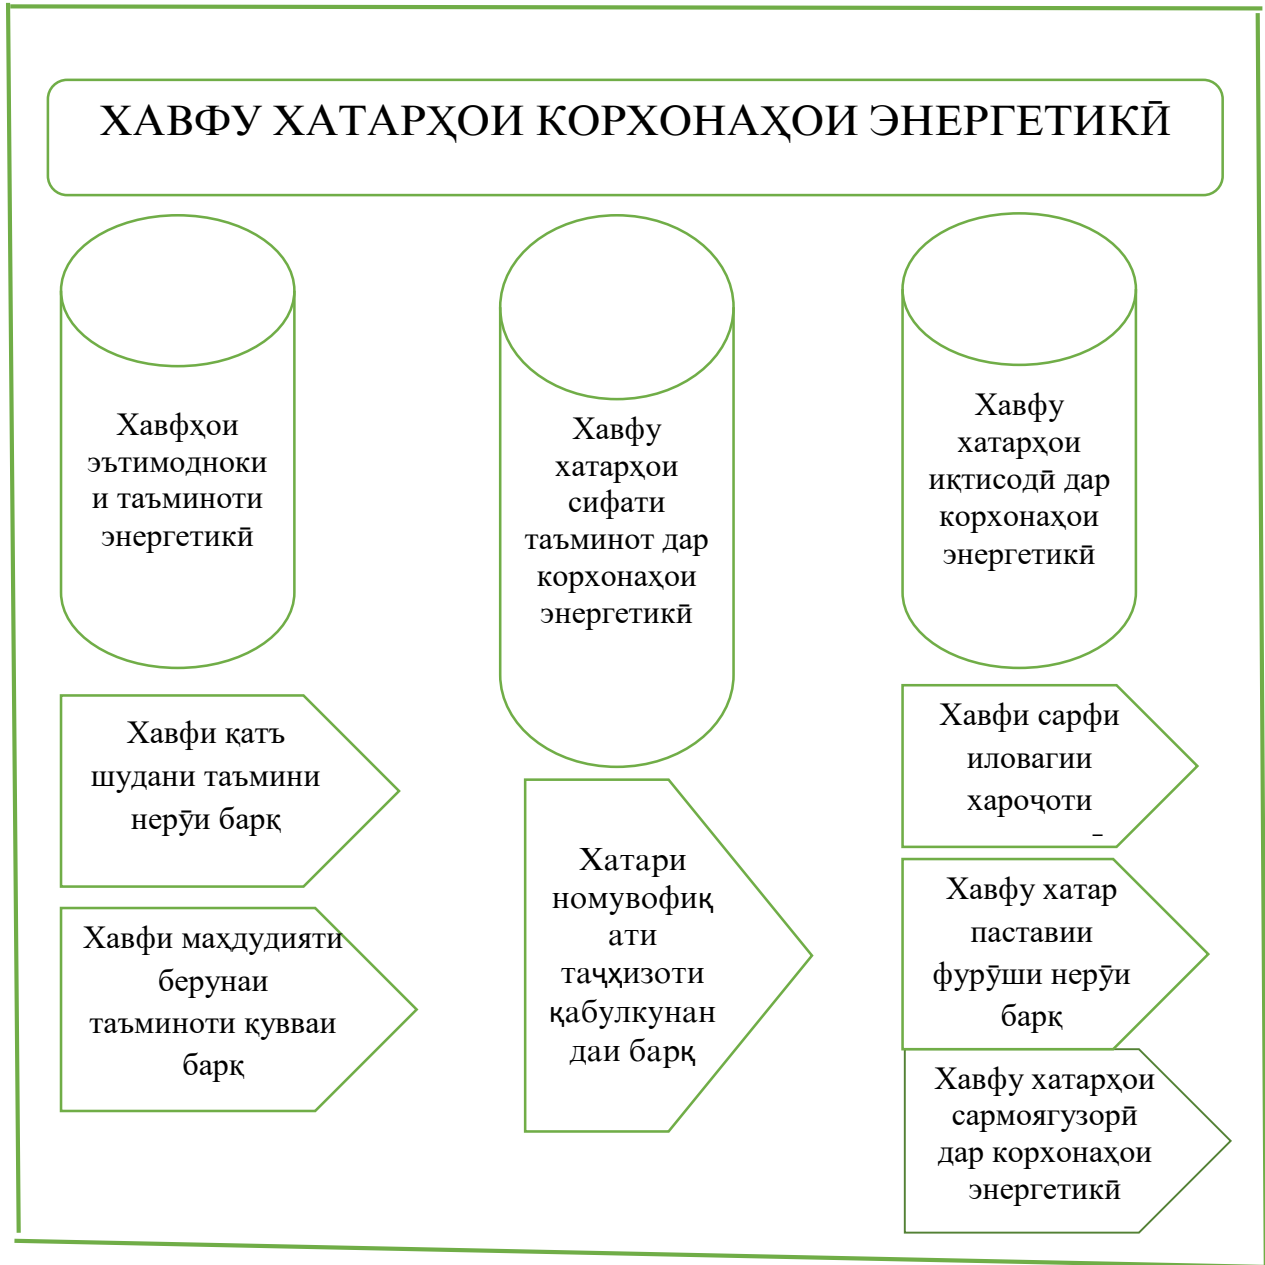 ХАВФУ ХАТАРҲОИ КОРХОНАҲОИ ЭНЕРГЕТИКӢ
Хавфҳои
эътимодноки
и таъминоти
энергетикӣ
Хавфи қатъ
шудани таъмини
нерӯи барқ
Хавфи маҳдудияти
берунаи
таъминоти қувваи
барқ
Хавфу
хатарҳои
сифати
таъминот дар
корхонаҳои
энергетикӣ
Хатари
номувофиқ
ати
таҷҳизоти
қабулкунан
даи барқ
Хавфу
хатарҳои
иқтисодӣ дар
корхонаҳои
энергетикӣ
Хавфи сарфи
иловагии
хароҷоти
Хавфу хатар
паставии
фурӯши нерӯи
барқ
Хавфу хатарҳои
сармоягузорӣ
дар корхонаҳои
энергетикӣ